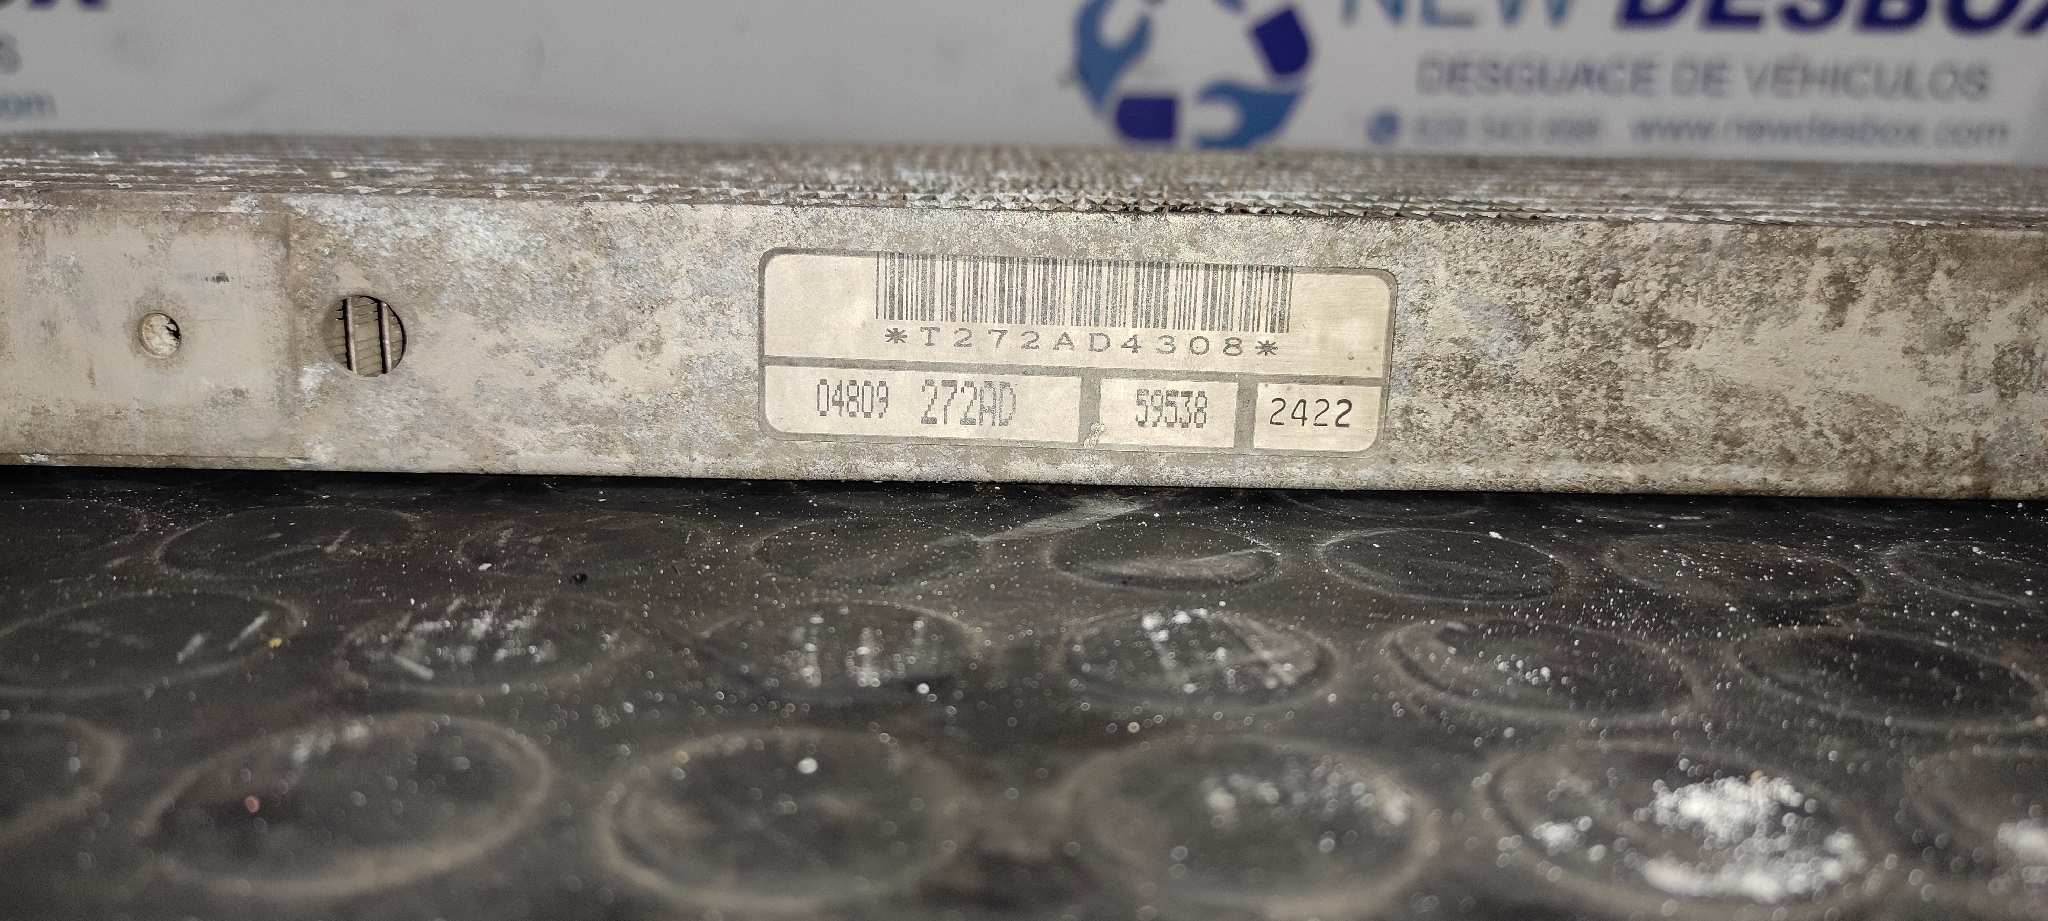 NEW DESBOX
DESGUACE DE VEHICULOS
www.newdesbox.com
*T272AD4308*
04809 272AD 59538 2422